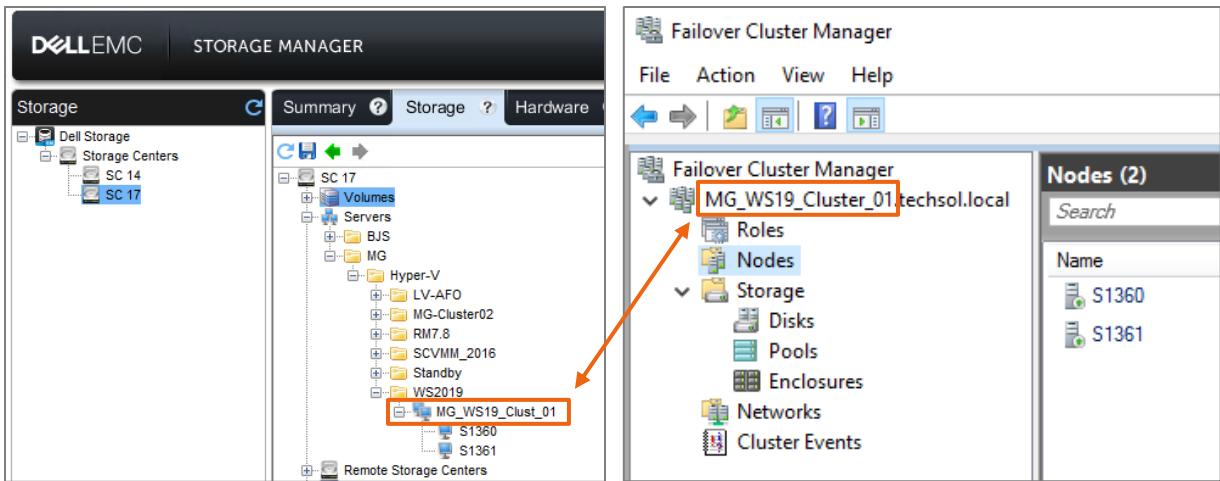 DELLEMC STORAGE MANAGER
Storage
Dell Storage
Storage Centers
SC 14
SC 17
Summary ? Storage ? Hardware
SC 17
Volumes
Servers
BJS
MG
Hyper-V
LV-AFO
MG-Cluster02
RM7.8
SCVMM_2016
Standby
WS2019
MG_WS19_Clust_01
S1360
S1361
Remote Storage Centers
Failover Cluster Manager
File Action View Help
?
Failover Cluster Manager
MG_WS19_Cluster_01.techsol.local
Roles
Nodes
Storage
Disks
Pools
Enclosures
Networks
Cluster Events
Nodes (2)
Search
Name
S1360
S1361